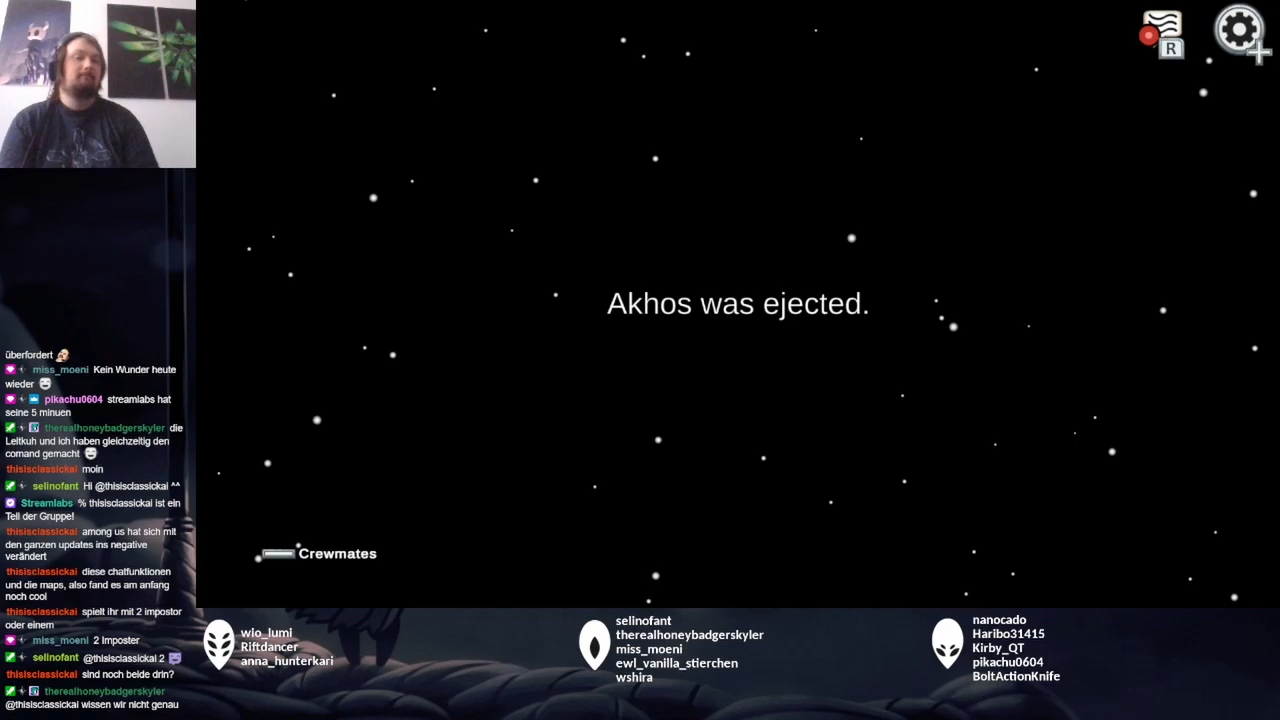 R
Akhos was ejected.
Crewmates
überfordert
miss_moeni Kein Wunder heute
wieder
pikachu0604 streamlabs hat
seine 5 minuen
therealhoneybadgerskyler die
Leitkuh und ich haben gleichzeitig den
comand gemacht
thisisclassickai moin
selinofant Hi @thisisclassickai ^^
Streamlabs % thisisclassickai ist ein
Teil der Gruppe!
thisisclassickai among us hat sich mit
den ganzen updates ins negative
verändert
thisisclassickai diese chatfunktionen
und die maps, also fand es am anfang
noch cool
thisisclassickai spielt ihr mit 2 impostor
oder einem
miss_moeni 2 Imposter
selinofant @thisisclassickai 2
thisisclassickai sind noch beide drin?
therealhoneybadgerskyler
@thisisclassickai wissen wir nicht genau
wio_lumi
Riftdancer
anna_hunterkari
selinofant
therealhoneybadgerskyler
miss_moeni
ewl_vanilla_stierchen
wshira
nanocado
Haribo31415
Kirby_QT
pikachu0604
BoltActionKnife